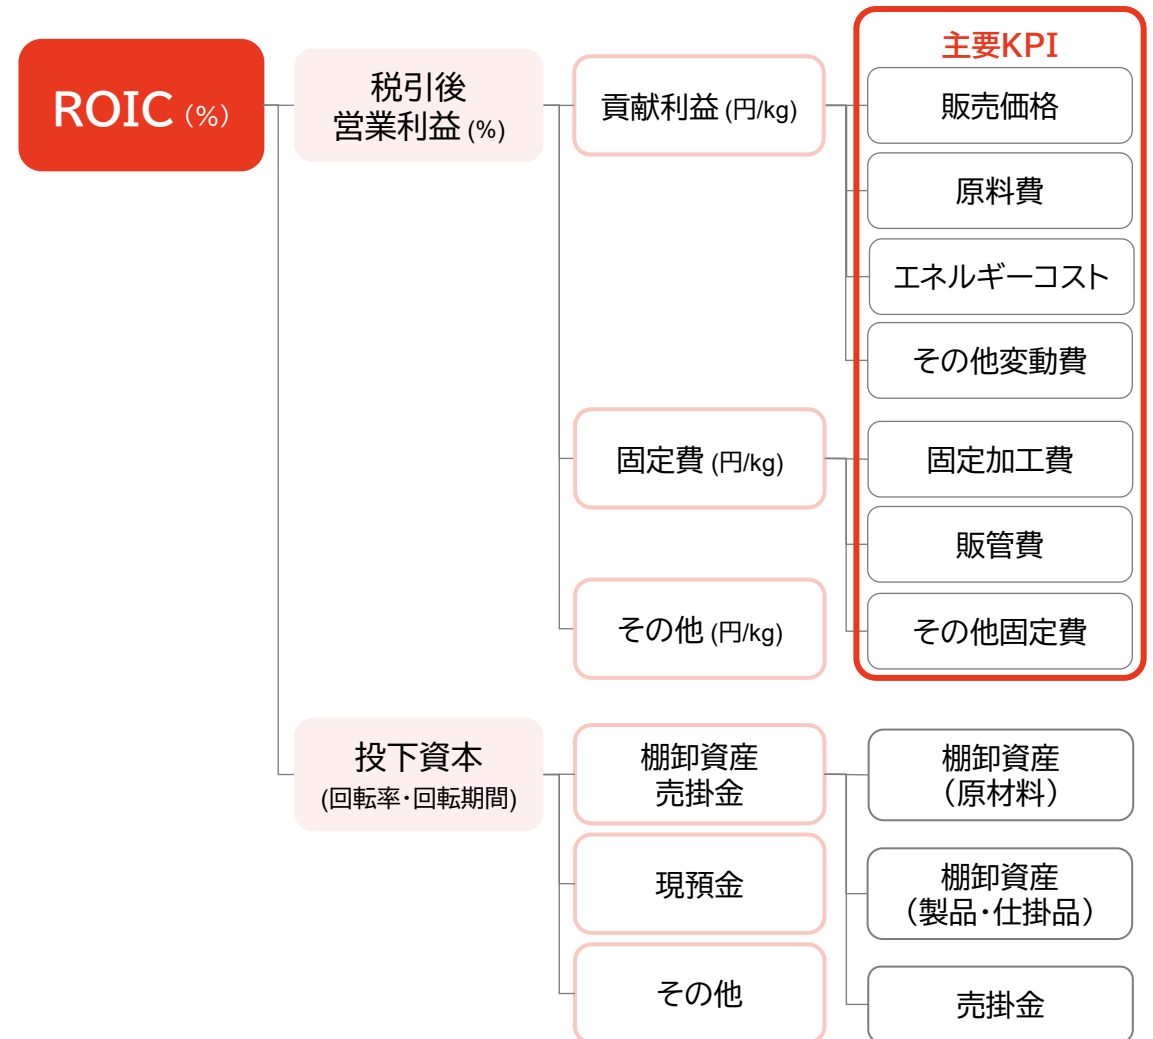 ROIC (%)
税引後
営業利益 (%)
貢献利益 (円/kg)
主要KPI
販売価格
原料費
エネルギーコスト
その他変動費
固定費 (円/kg)
固定加工費
販管費
その他 (円/kg)
その他固定費
投下資本
(回転率・回転期間)
棚卸資産
売掛金
棚卸資産
（原材料）
現預金
棚卸資産
（製品・仕掛品）
その他
売掛金